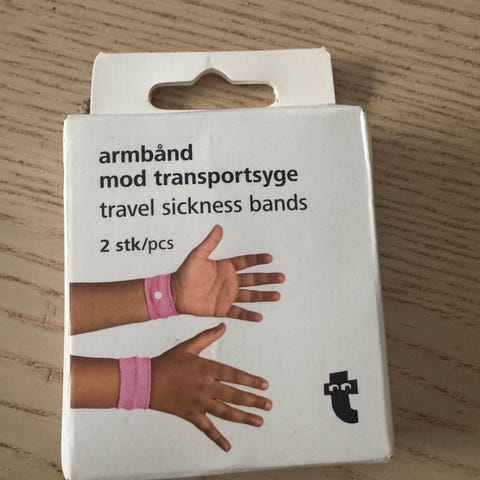 armbånd
mod transportsyge
travel sickness bands
2 stk/pcs
t